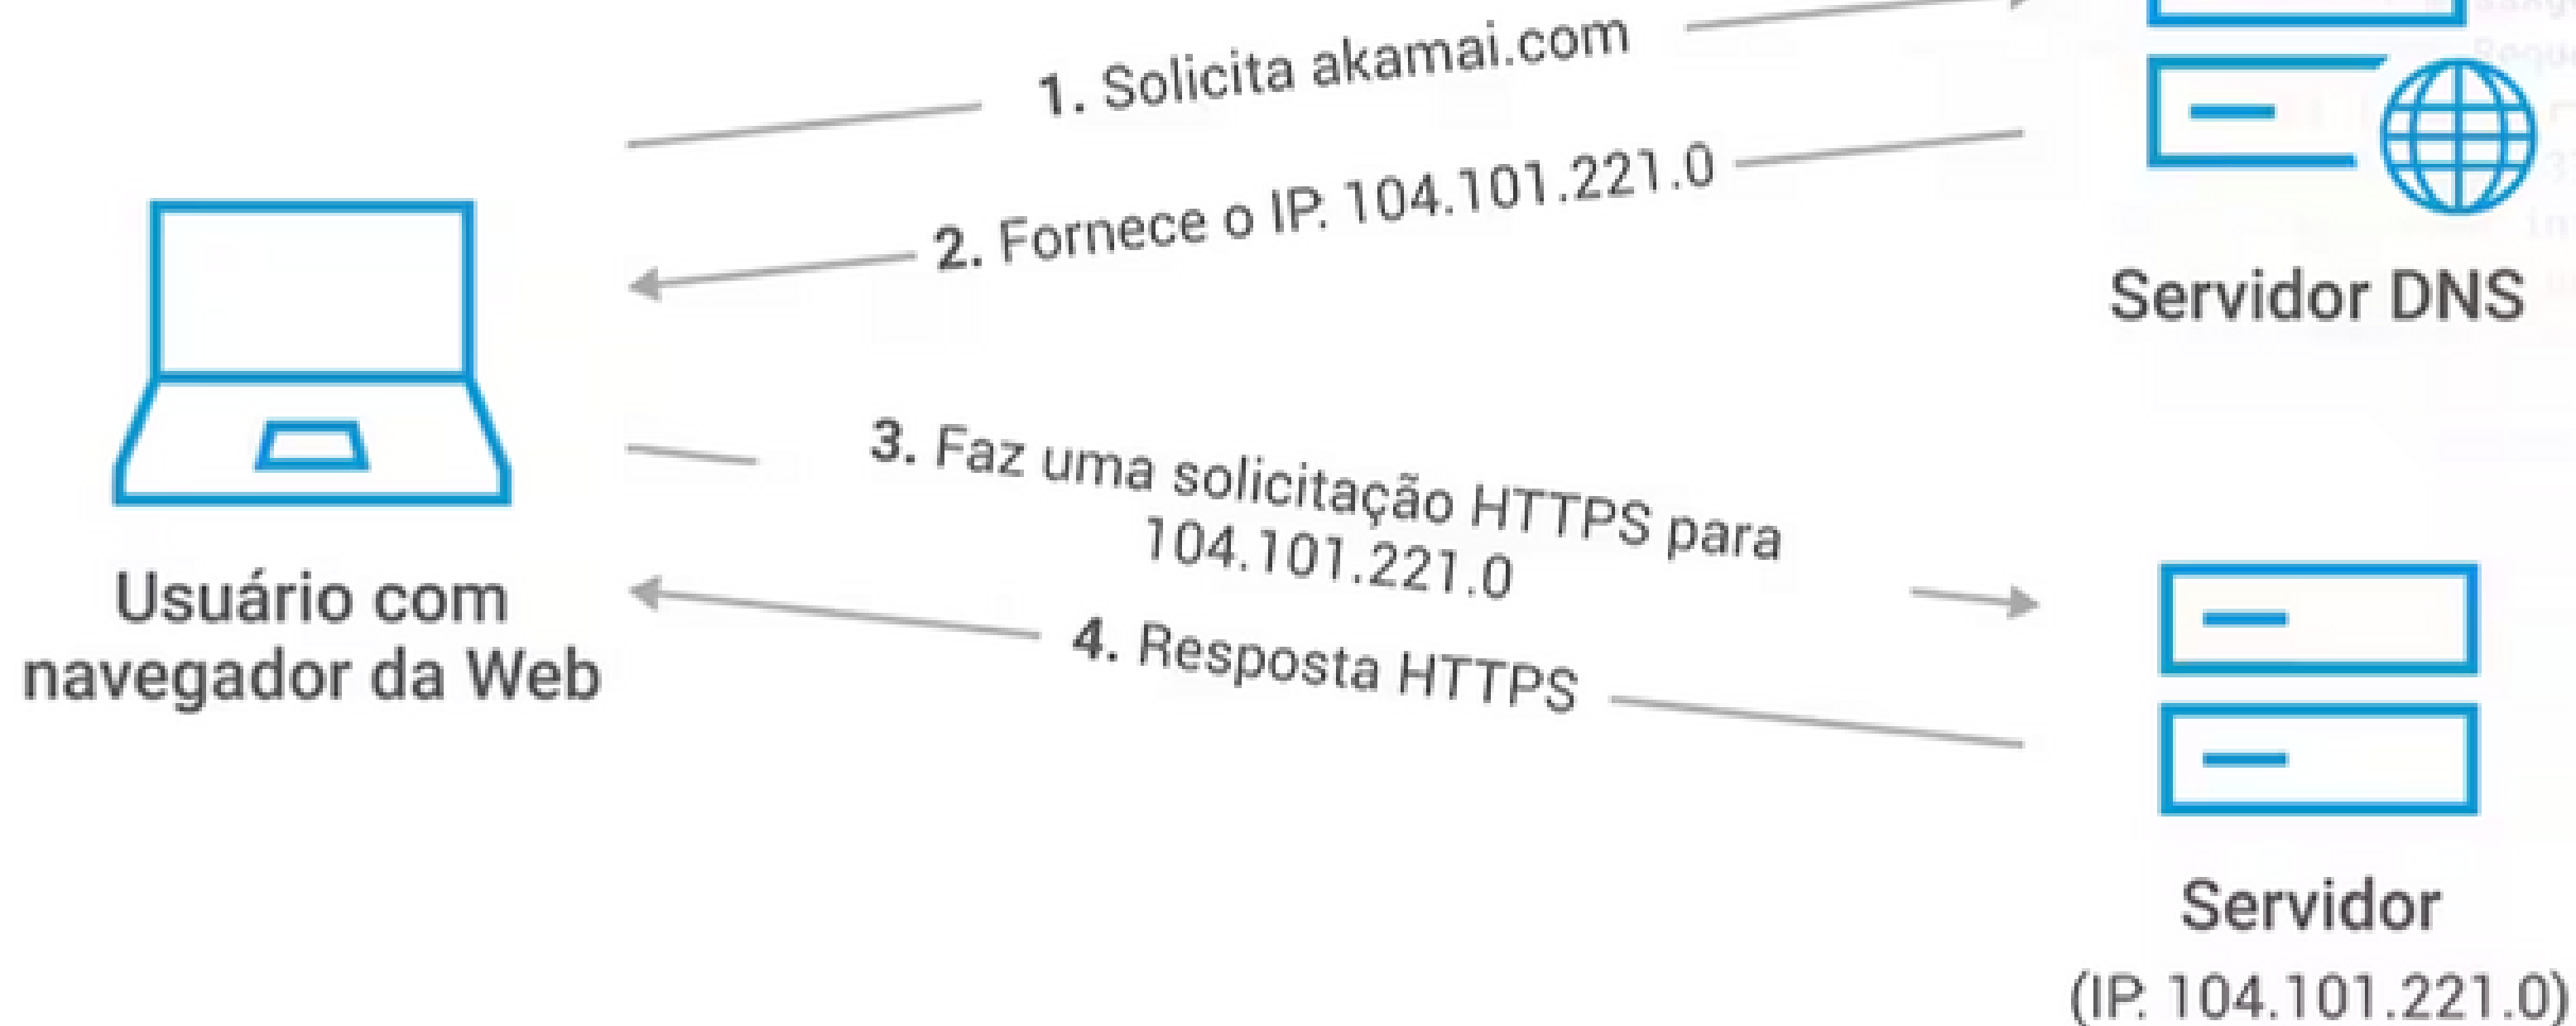 1. Solicita akamai.com
2. Fornece o IP. 104.101.221.0
Servidor DNS
3. Faz uma solicitação HTTPS para
104.101.221.0
4. Resposta HTTPS
Usuário com
navegador da Web
Servidor
(IP. 104.101.221.0)